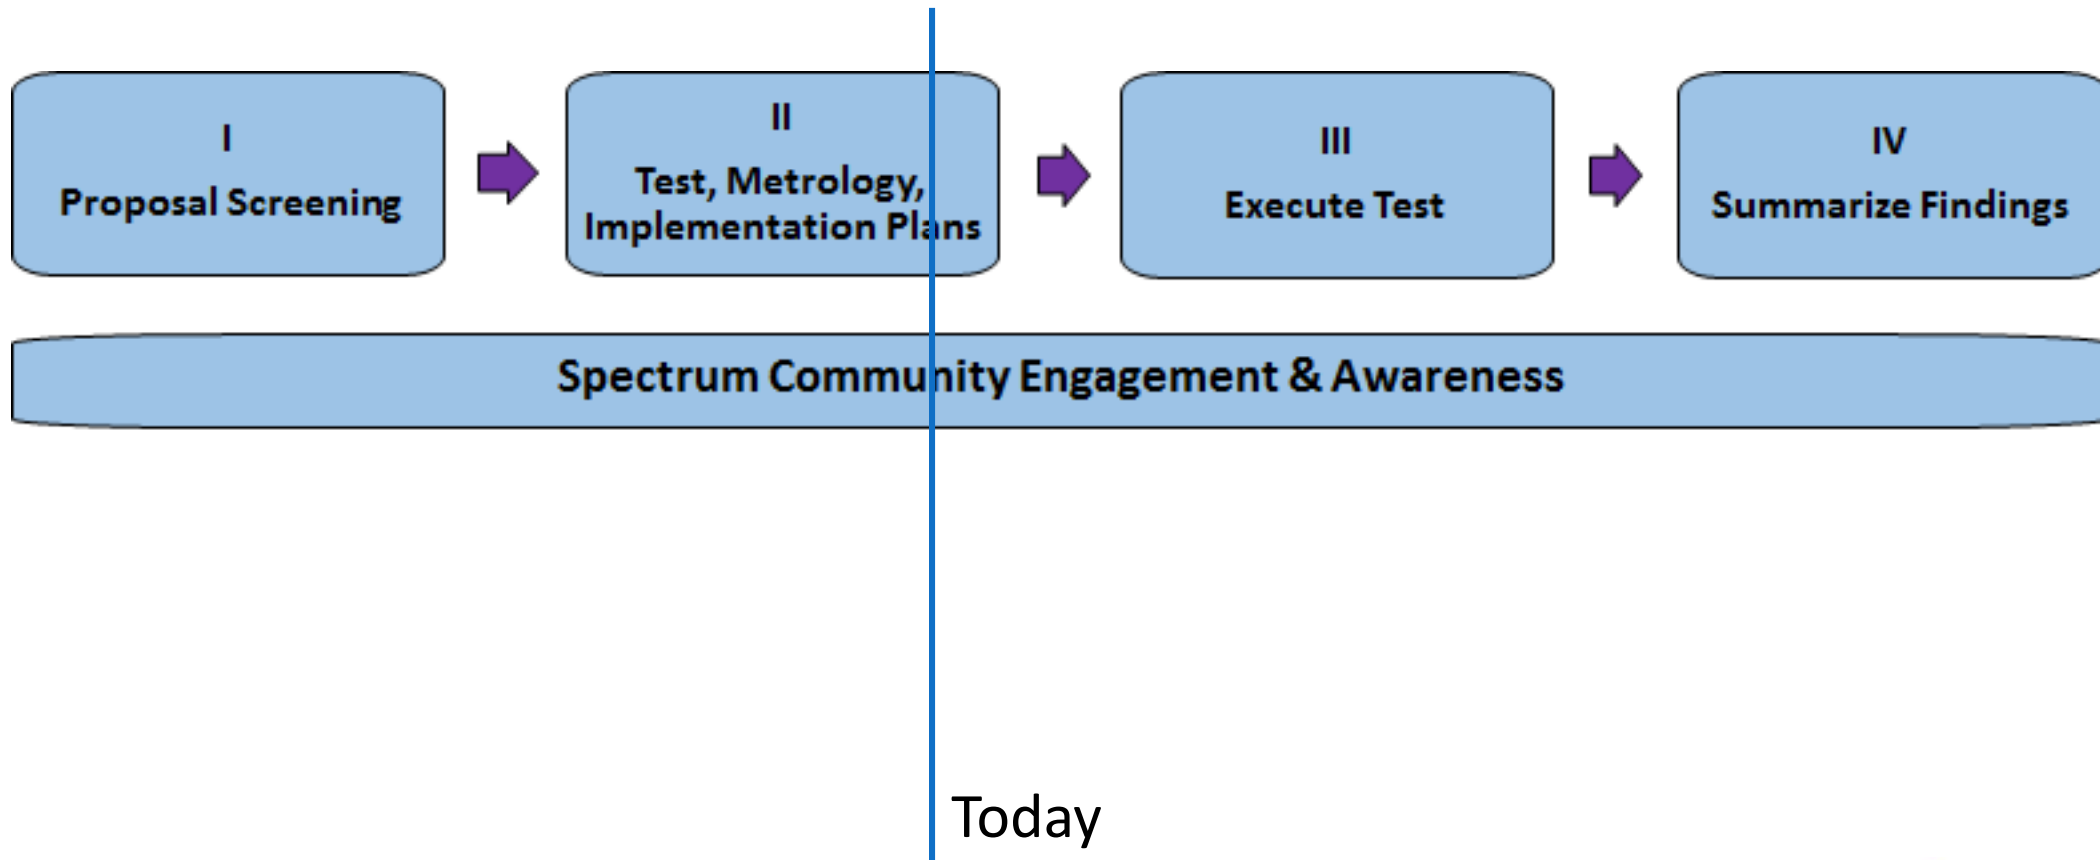 I
Proposal Screening
II
Test, Metrology,
Implementation Plans
III
Execute Test
IV
Summarize Findings
Spectrum Community Engagement & Awareness
Today